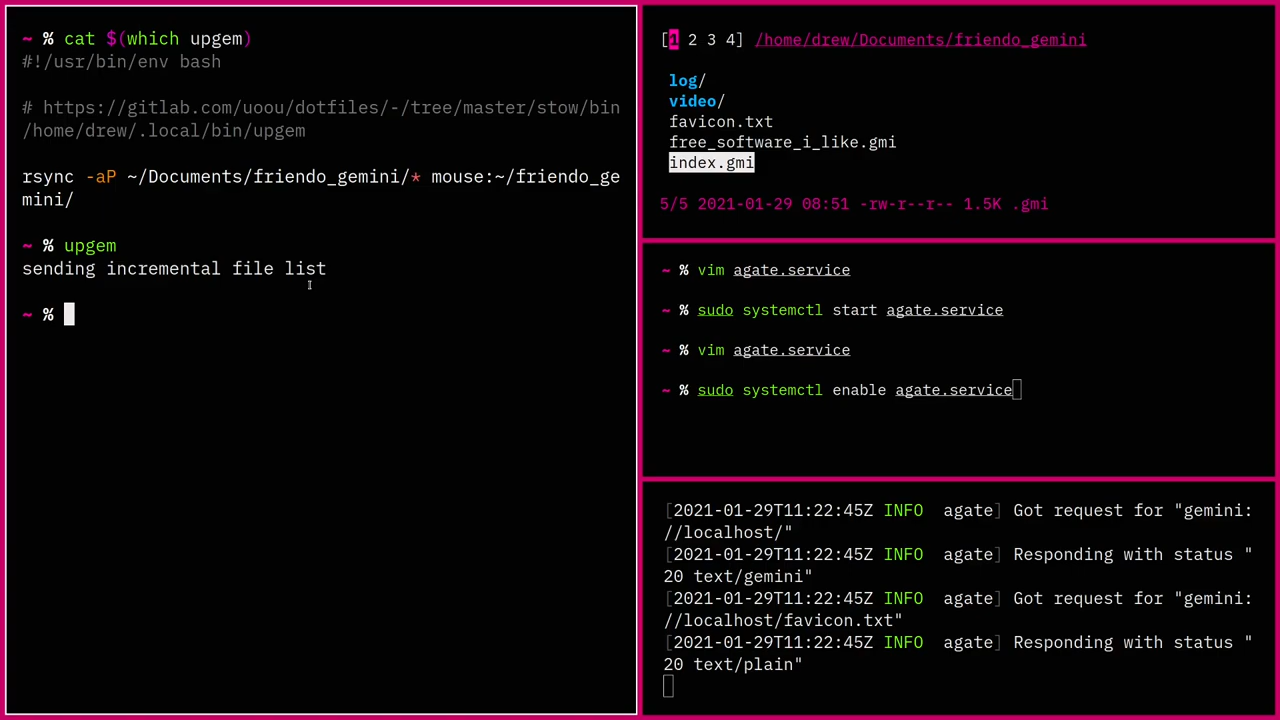 ~ % cat $(which upgem)
#!/usr/bin/env bash
# https://gitlab.com/uoou/dotfiles/-/tree/master/stow/bin
/home/drew/.local/bin/upgem
rsync -aP ~/Documents/friendo_gemini/* mouse:~/friendo_ge
mini/
~ % upgem
sending incremental file list
~ %
[1 2 3 4] /home/drew/Documents/friendo_gemini
log/
video/
favicon.txt
free_software_i_like.gmi
index.gmi
5/5 2021-01-29 08:51 -rw-r--r-- 1.5K .gmi
~ % vim agate.service
~ % sudo systemctl start agate.service
~ % vim agate.service
~ % sudo systemctl enable agate.service
[2021-01-29T11:22:45Z INFO  agate] Got request for "gemini:
//localhost/"
[2021-01-29T11:22:45Z INFO  agate] Responding with status "
20 text/gemini"
[2021-01-29T11:22:45Z INFO  agate] Got request for "gemini:
//localhost/favicon.txt"
[2021-01-29T11:22:45Z INFO  agate] Responding with status "
20 text/plain"